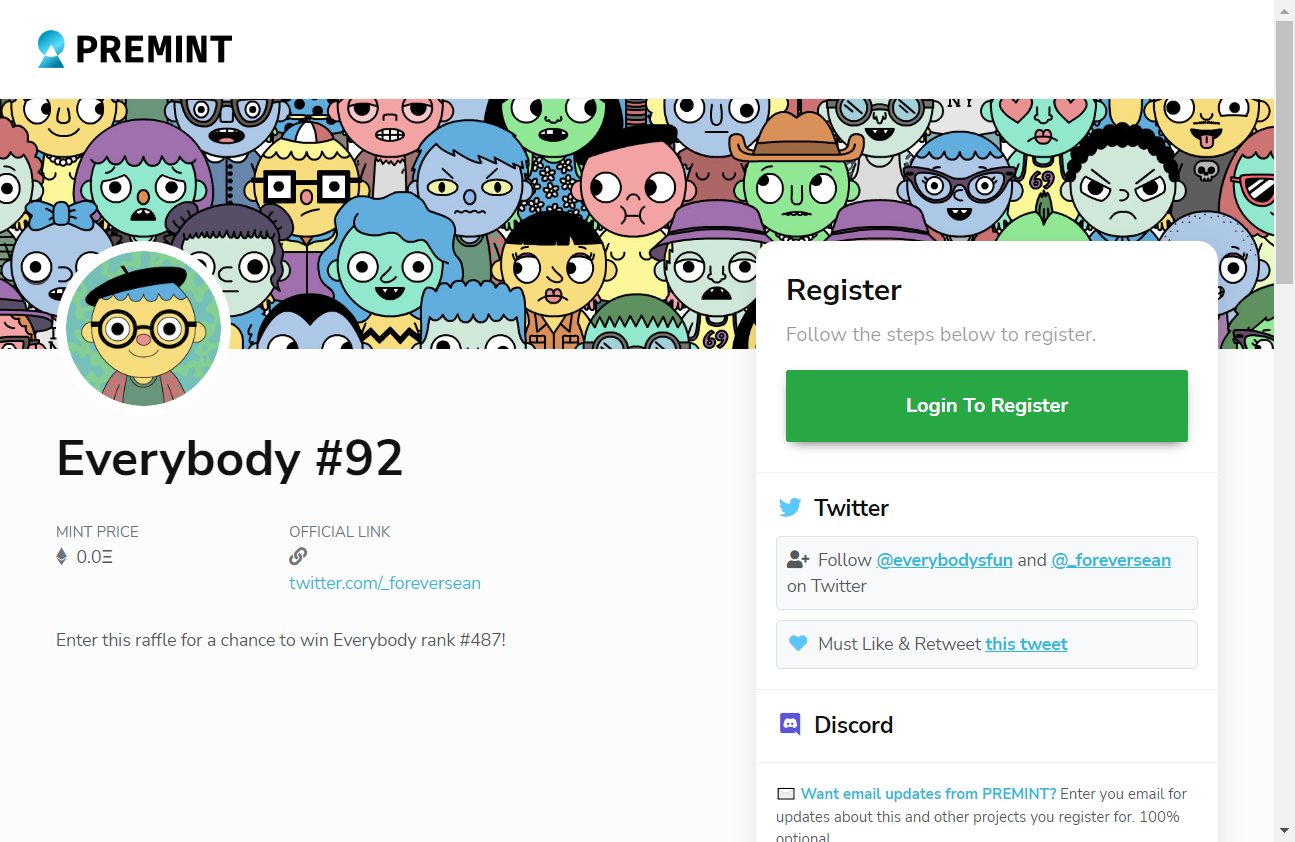 PREMINT
NY
69
69
Everybody #92
MINT PRICE
0.0Ξ
OFFICIAL LINK
twitter.com/_foreversean
Enter this raffle for a chance to win Everybody rank #487!
Register
Follow the steps below to register.
Login To Register
Twitter
Follow @everybodysfun and @_foreversean
on Twitter
Must Like & Retweet this tweet
Discord
Want email updates from PREMINT? Enter you email for
updates about this and other projects you register for. 100%
optional